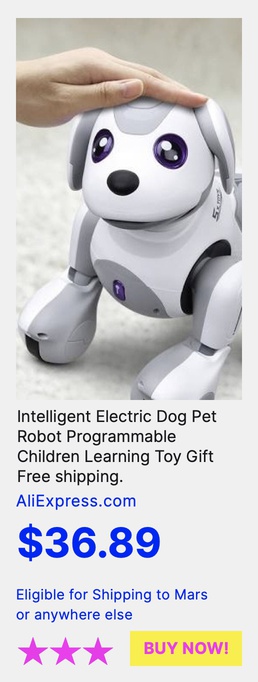 Intelligent Electric Dog Pet
Robot Programmable
Children Learning Toy Gift
Free shipping.
AliExpress.com
$36.89
Eligible for Shipping to Mars
or anywhere else
BUY NOW!